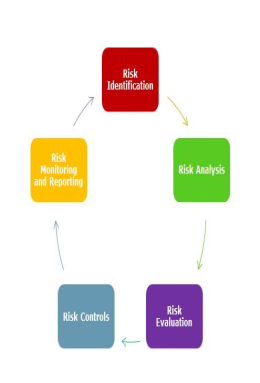 Risk
Identification
Risk Analysis
Risk
Evaluation
Risk Controls
Risk
Monitoring
and Reporting